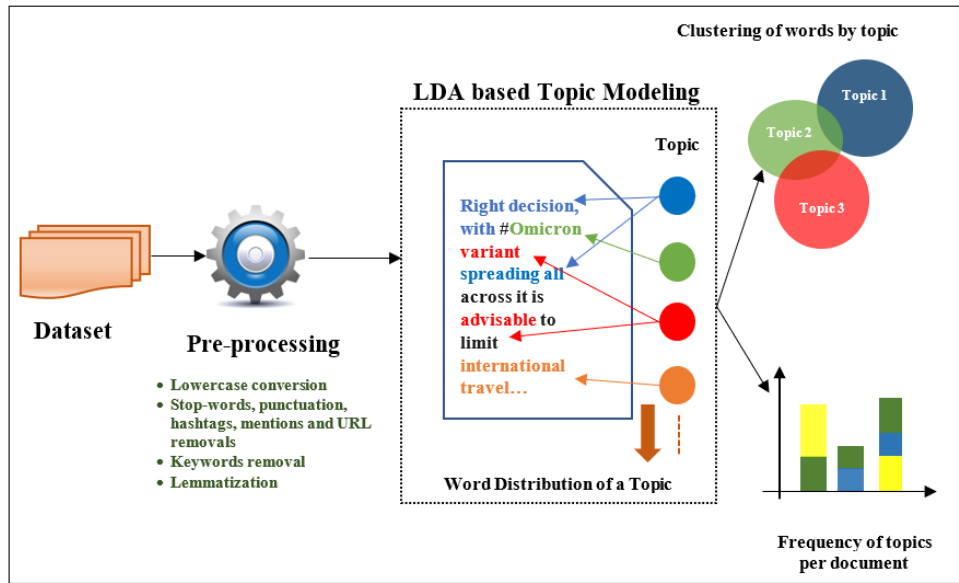 Clustering of words by topic
Topic 1
Topic 2
Topic 3
LDA based Topic Modeling
Topic
Right decision,
with #Omicron
variant
spreading all
across it is
advisable to
limit
international
travel…
Word Distribution of a Topic
Dataset
Pre-processing
• Lowercase conversion
• Stop-words, punctuation,
hashtags, mentions and URL
removals
• Keywords removal
• Lemmatization
Frequency of topics
per document